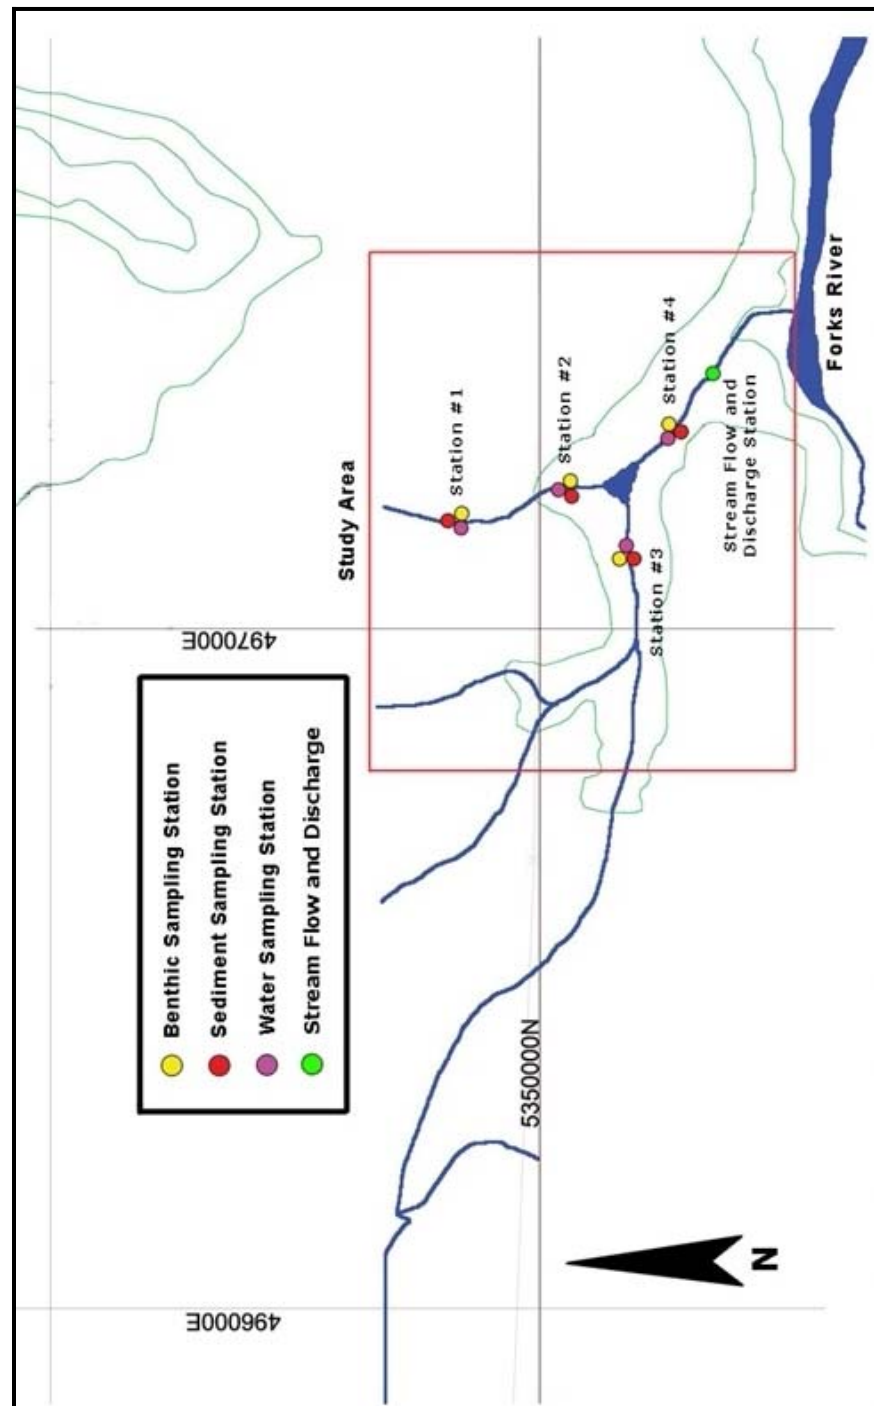 Study Area
Station #1
Station #2
Station #4
Station #3
Stream Flow and
Discharge Station
Forks River
4970000E
4960000E
5350000N
Benthic Sampling Station
Sediment Sampling Station
Water Sampling Station
Stream Flow and Discharge
N